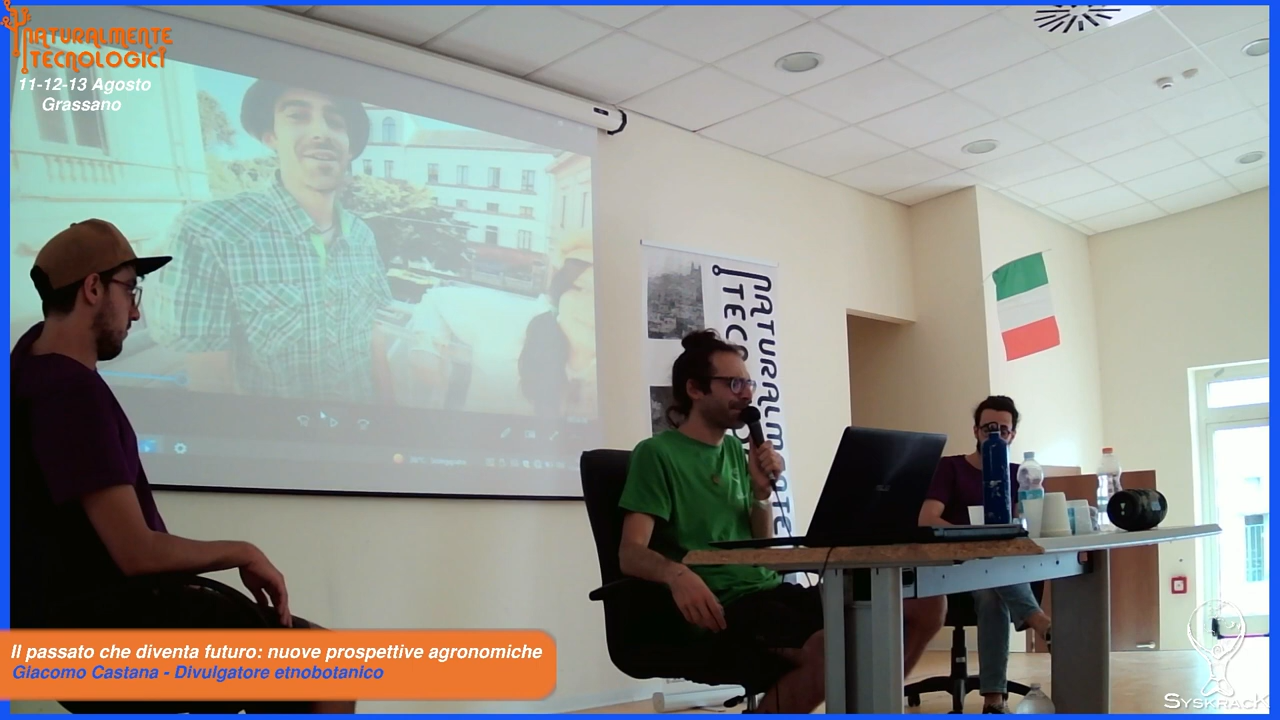 NATURALMENTE
TECNOLOGICI
11-12-13 Agosto
Grassano
NATURALMENTE
Il passato che diventa futuro: nuove prospettive agronomiche
Giacomo Castana - Divulgatore etnobotanico
SYSKRACK